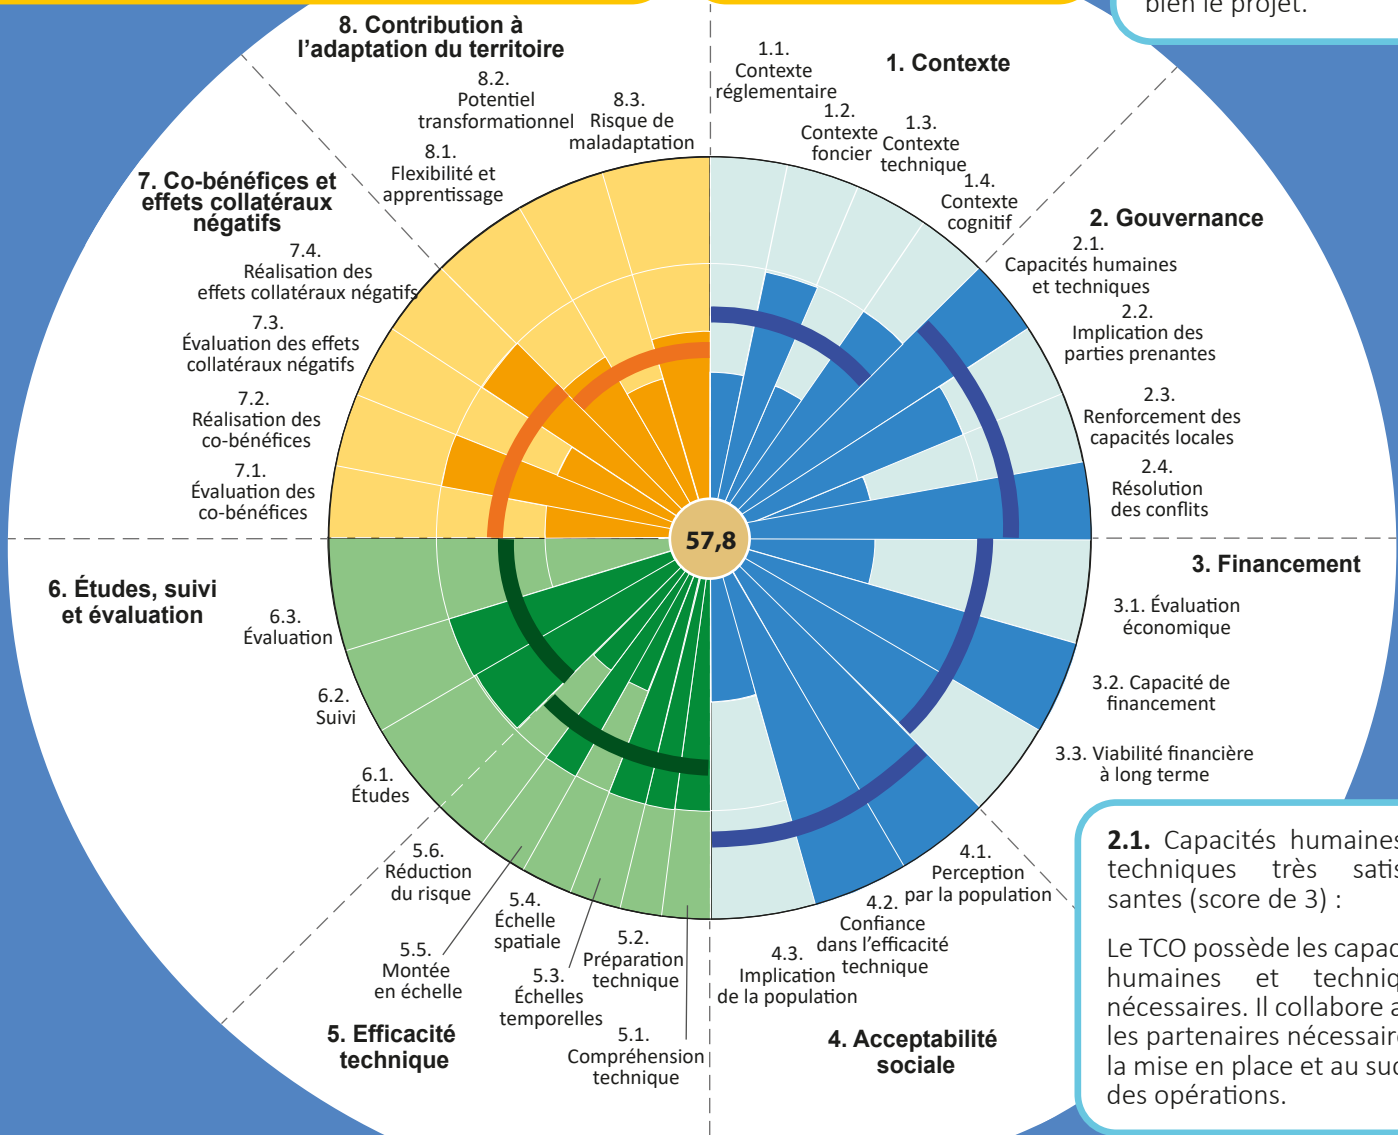 bien le projet.
8. Contribution à
l’adaptation du territoire
8.2.
Potentiel
transformationnel
8.3.
Risque de
maladaptation
8.1.
Flexibilité et
apprentissage
1.1.
Contexte
réglementaire
1. Contexte
1.2.
Contexte
foncier
1.3.
Contexte
technique
1.4.
Contexte
cognitif
7. Co-bénéfices et
effets collatéraux
négatifs
7.4.
Réalisation des
effets collatéraux négatifs
7.3.
Évaluation des effets
collatéraux négatifs
7.2.
Réalisation des
co-bénéfices
7.1.
Évaluation des
co-bénéfices
2. Gouvernance
2.1.
Capacités humaines
et techniques
2.2.
Implication des
parties prenantes
2.3.
Renforcement des
capacités locales
2.4.
Résolution
des conflits
57,8
6. Études, suivi
et évaluation
6.3.
Évaluation
6.2.
Suivi
6.1.
Études
3. Financement
3.1. Évaluation
économique
3.2. Capacité de
financement
3.3. Viabilité financière
à long terme
5.6.
Réduction
du risque
5.5.
Montée
en échelle
5.4.
Échelle
spatiale
5.3.
Échelles
temporelles
5.2.
Préparation
technique
5.1.
Compréhension
technique
5. Efficacité
technique
4.1.
Perception
par la population
4.2.
Confiance
dans l’efficacité
technique
4.3.
Implication
de la population
4. Acceptabilité
sociale
2.1. Capacités humaines
techniques très
santes (score de 3) :
Le TCO possède les
humaines et
nécessaires. Il collabore
les partenaires
la mise en place et au
des opérations.